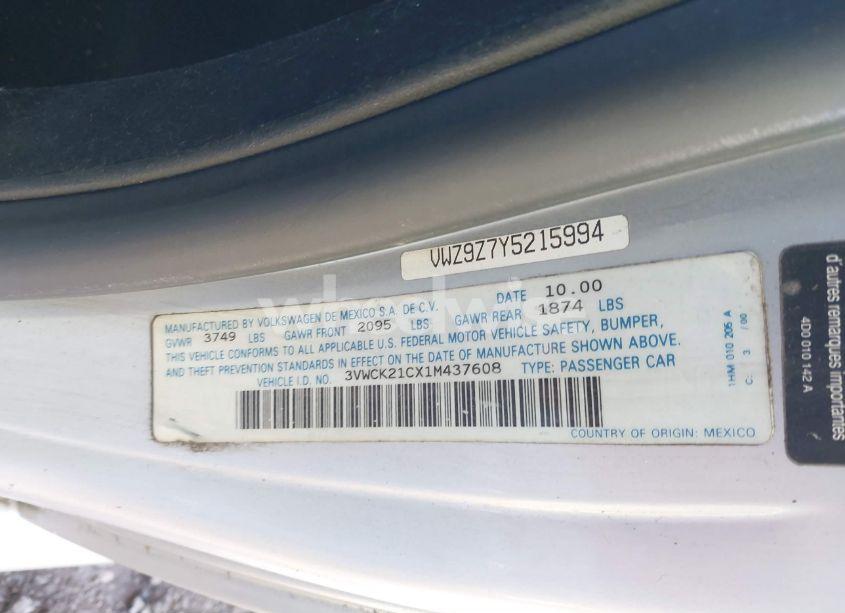 VWZ9Z7Y5215994
MANUFACTURED BY VOLKSWAGEN DE MEXICO S.A. DE C.V. DATE 10.00
GVWR 3749 LBS GAWR FRONT 2095 LBS GAWR REAR 1874 LBS
THIS VEHICLE CONFORMS TO ALL APPLICABLE U.S. FEDERAL MOTOR VEHICLE SAFETY, BUMPER,
AND THEFT PREVENTION STANDARDS IN EFFECT ON THE DATE OF MANUFACTURE SHOWN ABOVE.
VEHICLE I.D. NO. 3VWCK21CX1M437608 TYPE: PASSENGER CAR
COUNTRY OF ORIGIN: MEXICO
1HM 010 205 A
C: 3 /00
4D0 010 142 A
d'autres remarques importantes